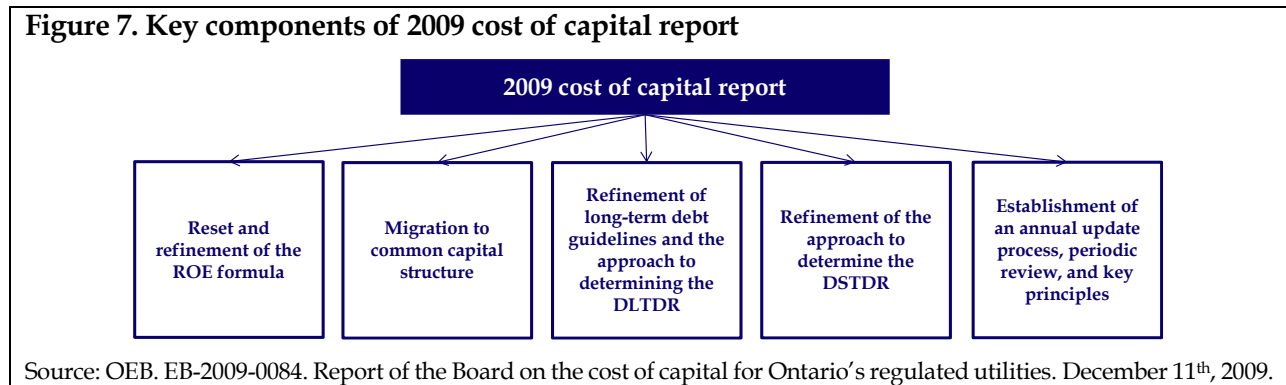 Figure 7. Key components of 2009 cost of capital report
2009 cost of capital report
Reset and
refinement of the
ROE formula
Migration to
common capital
structure
Refinement of
long-term debt
guidelines and the
approach to
determining the
DLTDR
Refinement of the
approach to
determine the
DSTDR
Establishment of
an annual update
process, periodic
review, and key
principles
Source: OEB. EB-2009-0084. Report of the Board on the cost of capital for Ontario's regulated utilities. December 11th, 2009.